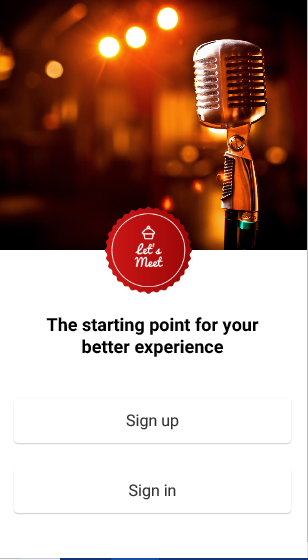 Let's
Meet
The starting point for your
better experience
Sign up
Sign in